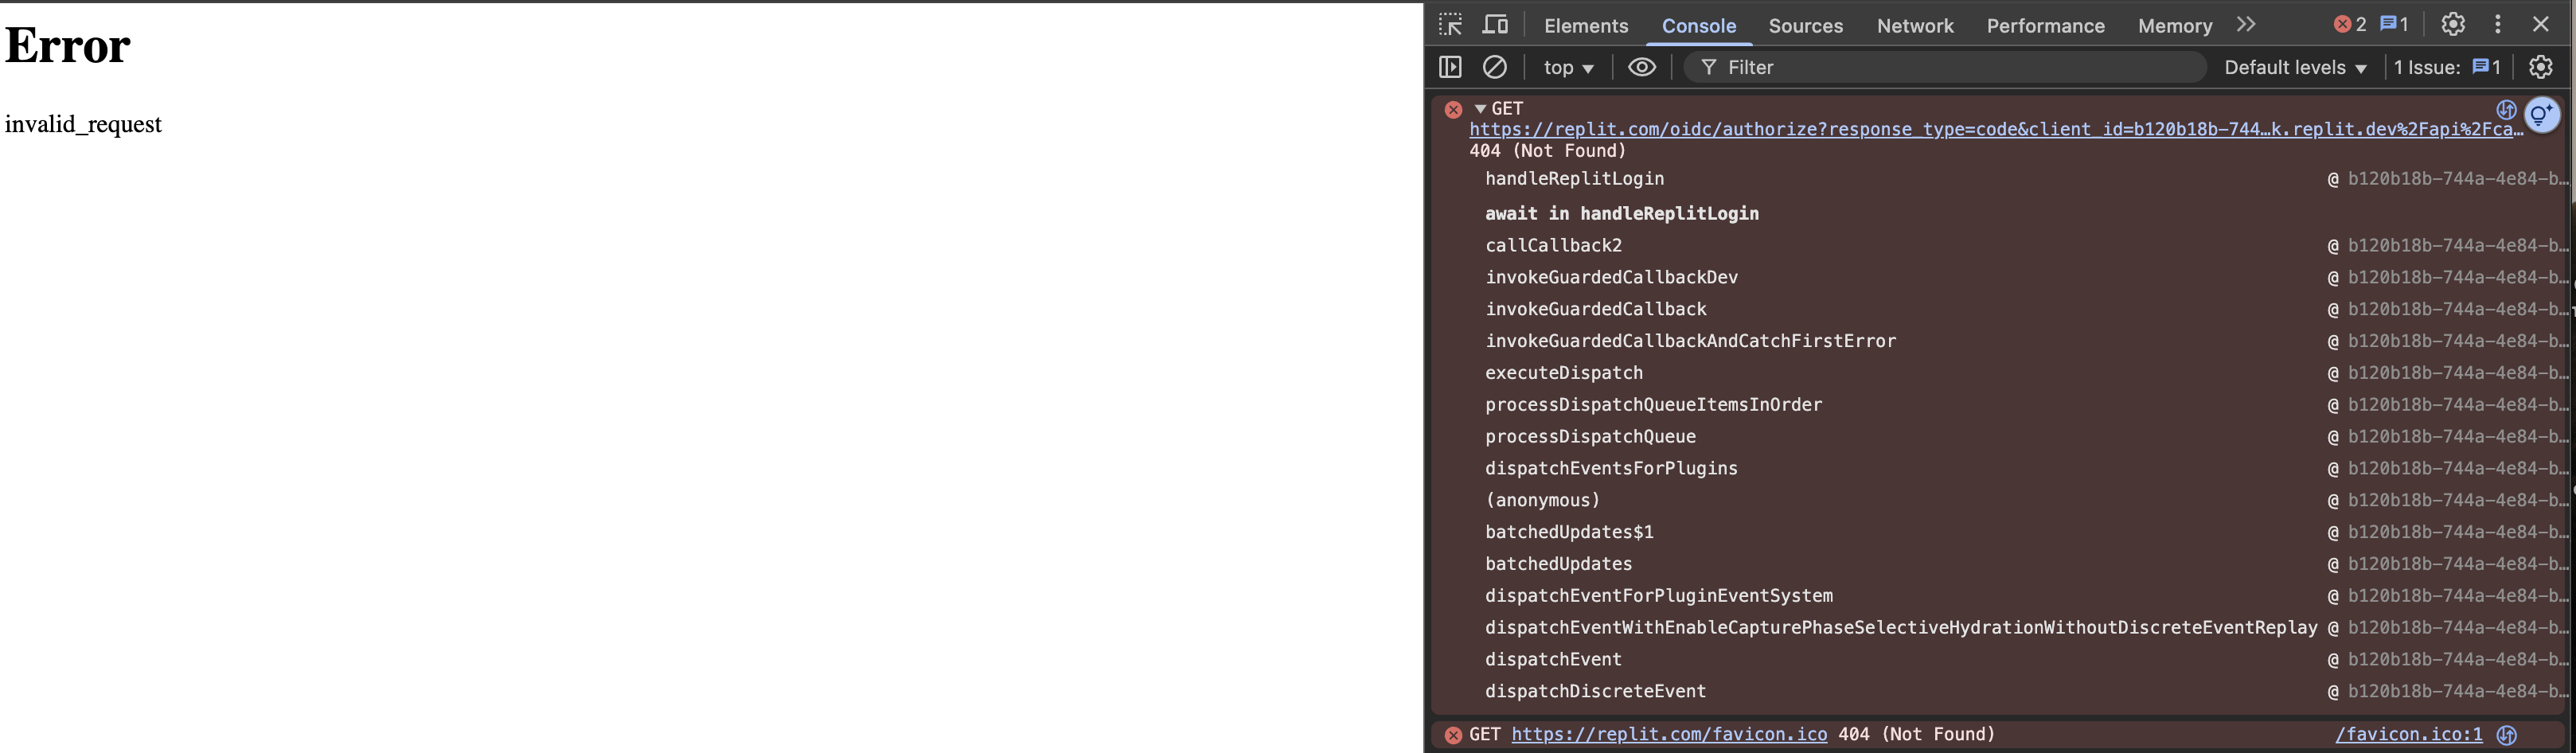 Error
invalid_request
Elements Console Sources Network Performance Memory 2 1
top Filter Default levels 1 Issue: 1
GET
https://replit.com/oidc/authorize?response_type=code&client_id=b120b18b-744…k.replit.dev%2Fapi%2Fca…
404 (Not Found)
handleReplitLogin @ b120b18b-744a-4e84-b…
await in handleReplitLogin
callCallback2 @ b120b18b-744a-4e84-b…
invokeGuardedCallbackDev @ b120b18b-744a-4e84-b…
invokeGuardedCallback @ b120b18b-744a-4e84-b…
invokeGuardedCallbackAndCatchFirstError @ b120b18b-744a-4e84-b…
executeDispatch @ b120b18b-744a-4e84-b…
processDispatchQueueItemsInOrder @ b120b18b-744a-4e84-b…
processDispatchQueue @ b120b18b-744a-4e84-b…
dispatchEventsForPlugins @ b120b18b-744a-4e84-b…
(anonymous) @ b120b18b-744a-4e84-b…
batchedUpdates$1 @ b120b18b-744a-4e84-b…
batchedUpdates @ b120b18b-744a-4e84-b…
dispatchEventForPluginEventSystem @ b120b18b-744a-4e84-b…
dispatchEventWithEnableCapturePhaseSelectiveHydrationWithoutDiscreteEventReplay @ b120b18b-744a-4e84-b…
dispatchEvent @ b120b18b-744a-4e84-b…
dispatchDiscreteEvent @ b120b18b-744a-4e84-b…
GET https://replit.com/favicon.ico 404 (Not Found) /favicon.ico:1